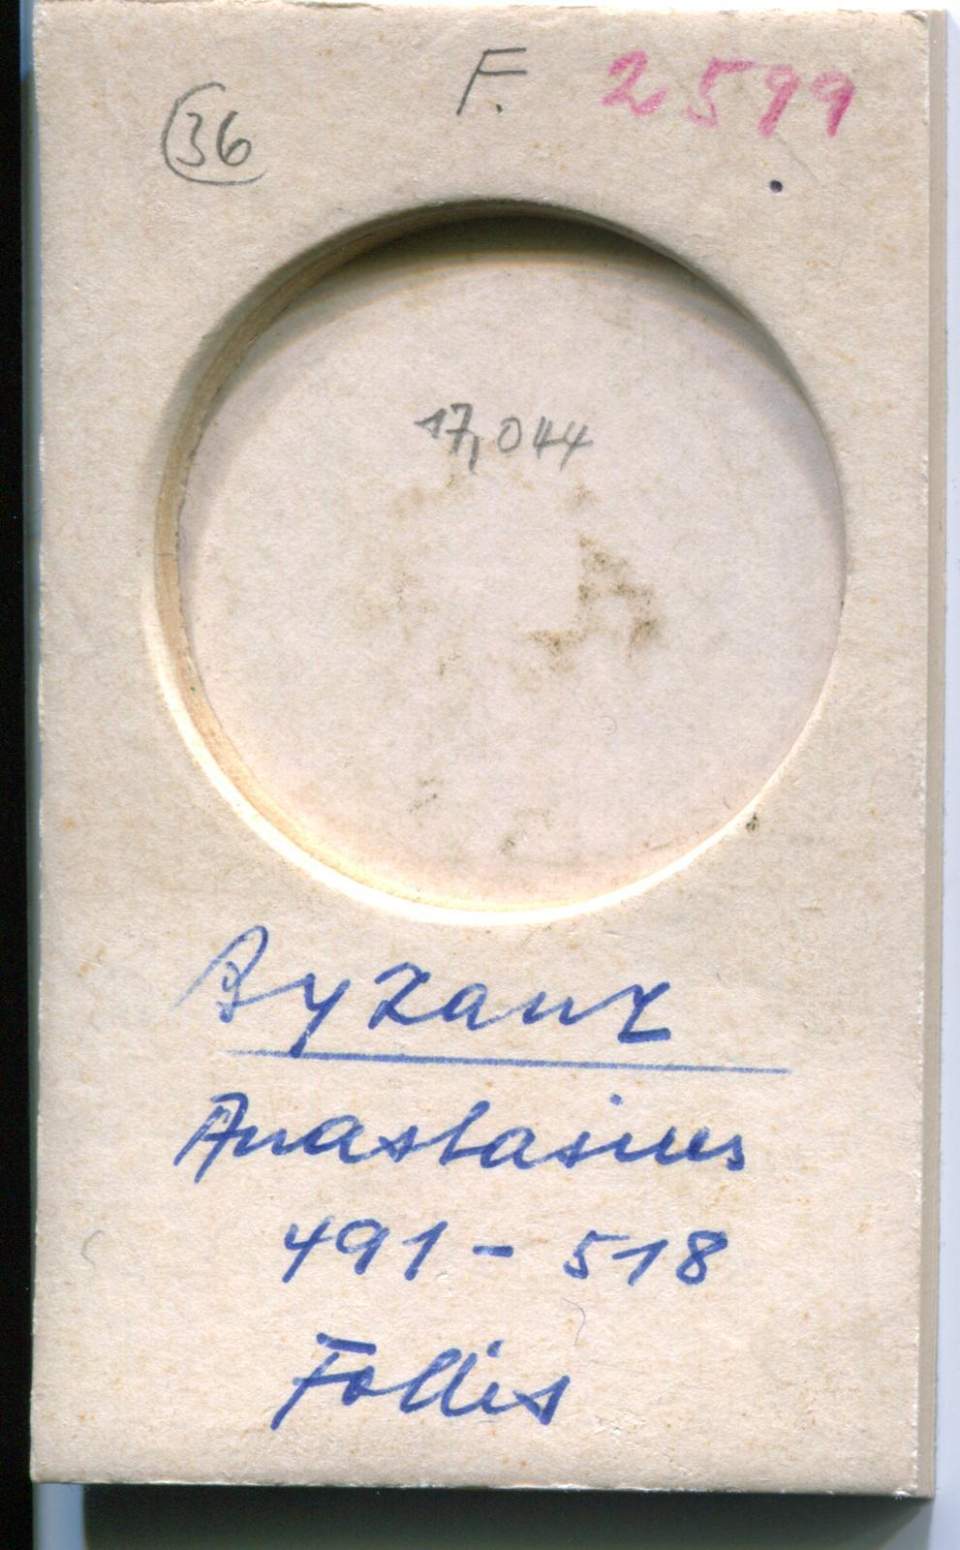 F. 2599
36
17,044
Byzanz
Anastasius
491 - 518
Follis